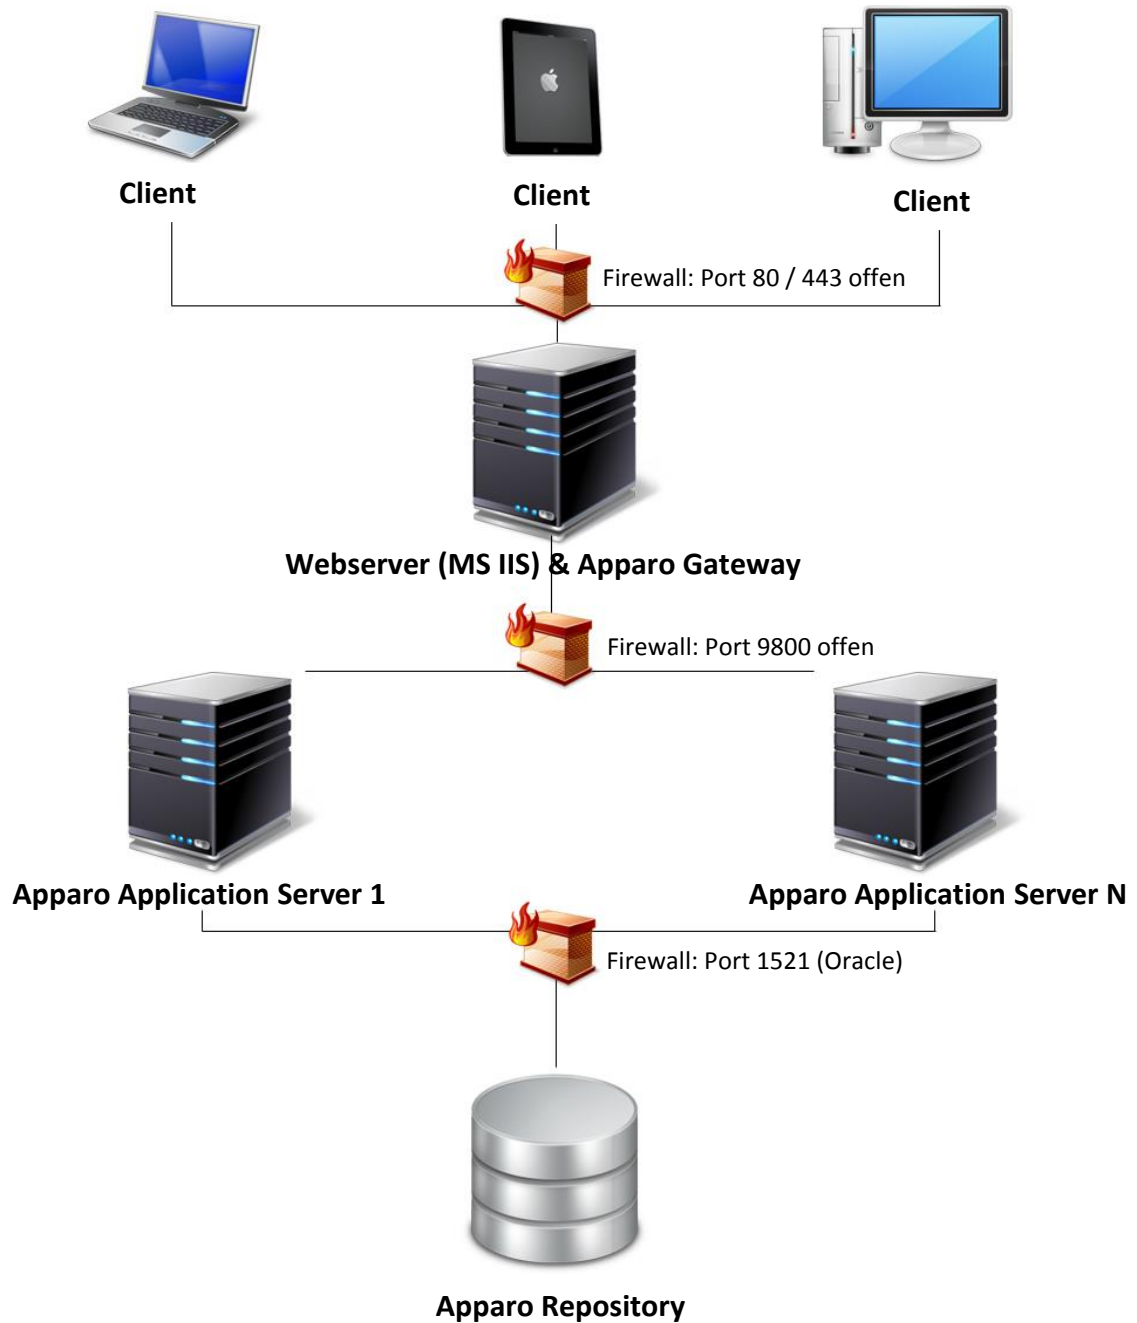 Client
Client
Client
Firewall: Port 80 / 443 offen
Webserver (MS IIS) & Apparo Gateway
Firewall: Port 9800 offen
Apparo Application Server 1
Apparo Application Server N
Firewall: Port 1521 (Oracle)
Apparo Repository